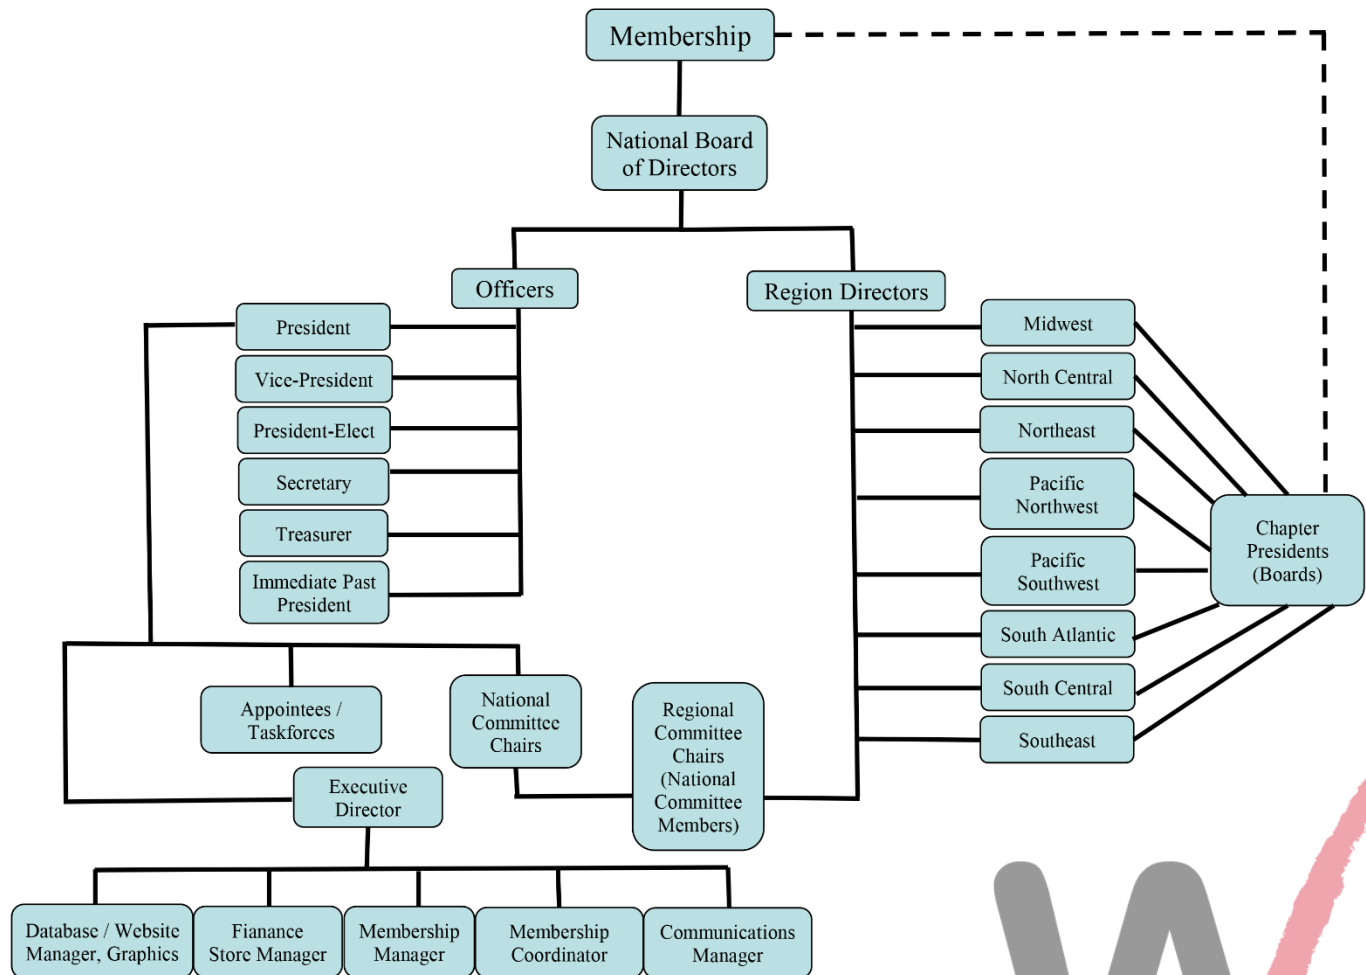 Membership
National Board
of Directors
Officers
Region Directors
President
Vice-President
President-Elect
Secretary
Treasurer
Immediate Past
President
Midwest
North Central
Northeast
Pacific
Northwest
Pacific
Southwest
South Atlantic
South Central
Southeast
Chapter
Presidents
(Boards)
Appointees /
Taskforces
National
Committee
Chairs
Regional
Committee
Chairs
(National
Committee
Members)
Executive
Director
Database / Website
Manager, Graphics
Fianance
Store Manager
Membership
Manager
Membership
Coordinator
Communications
Manager
W